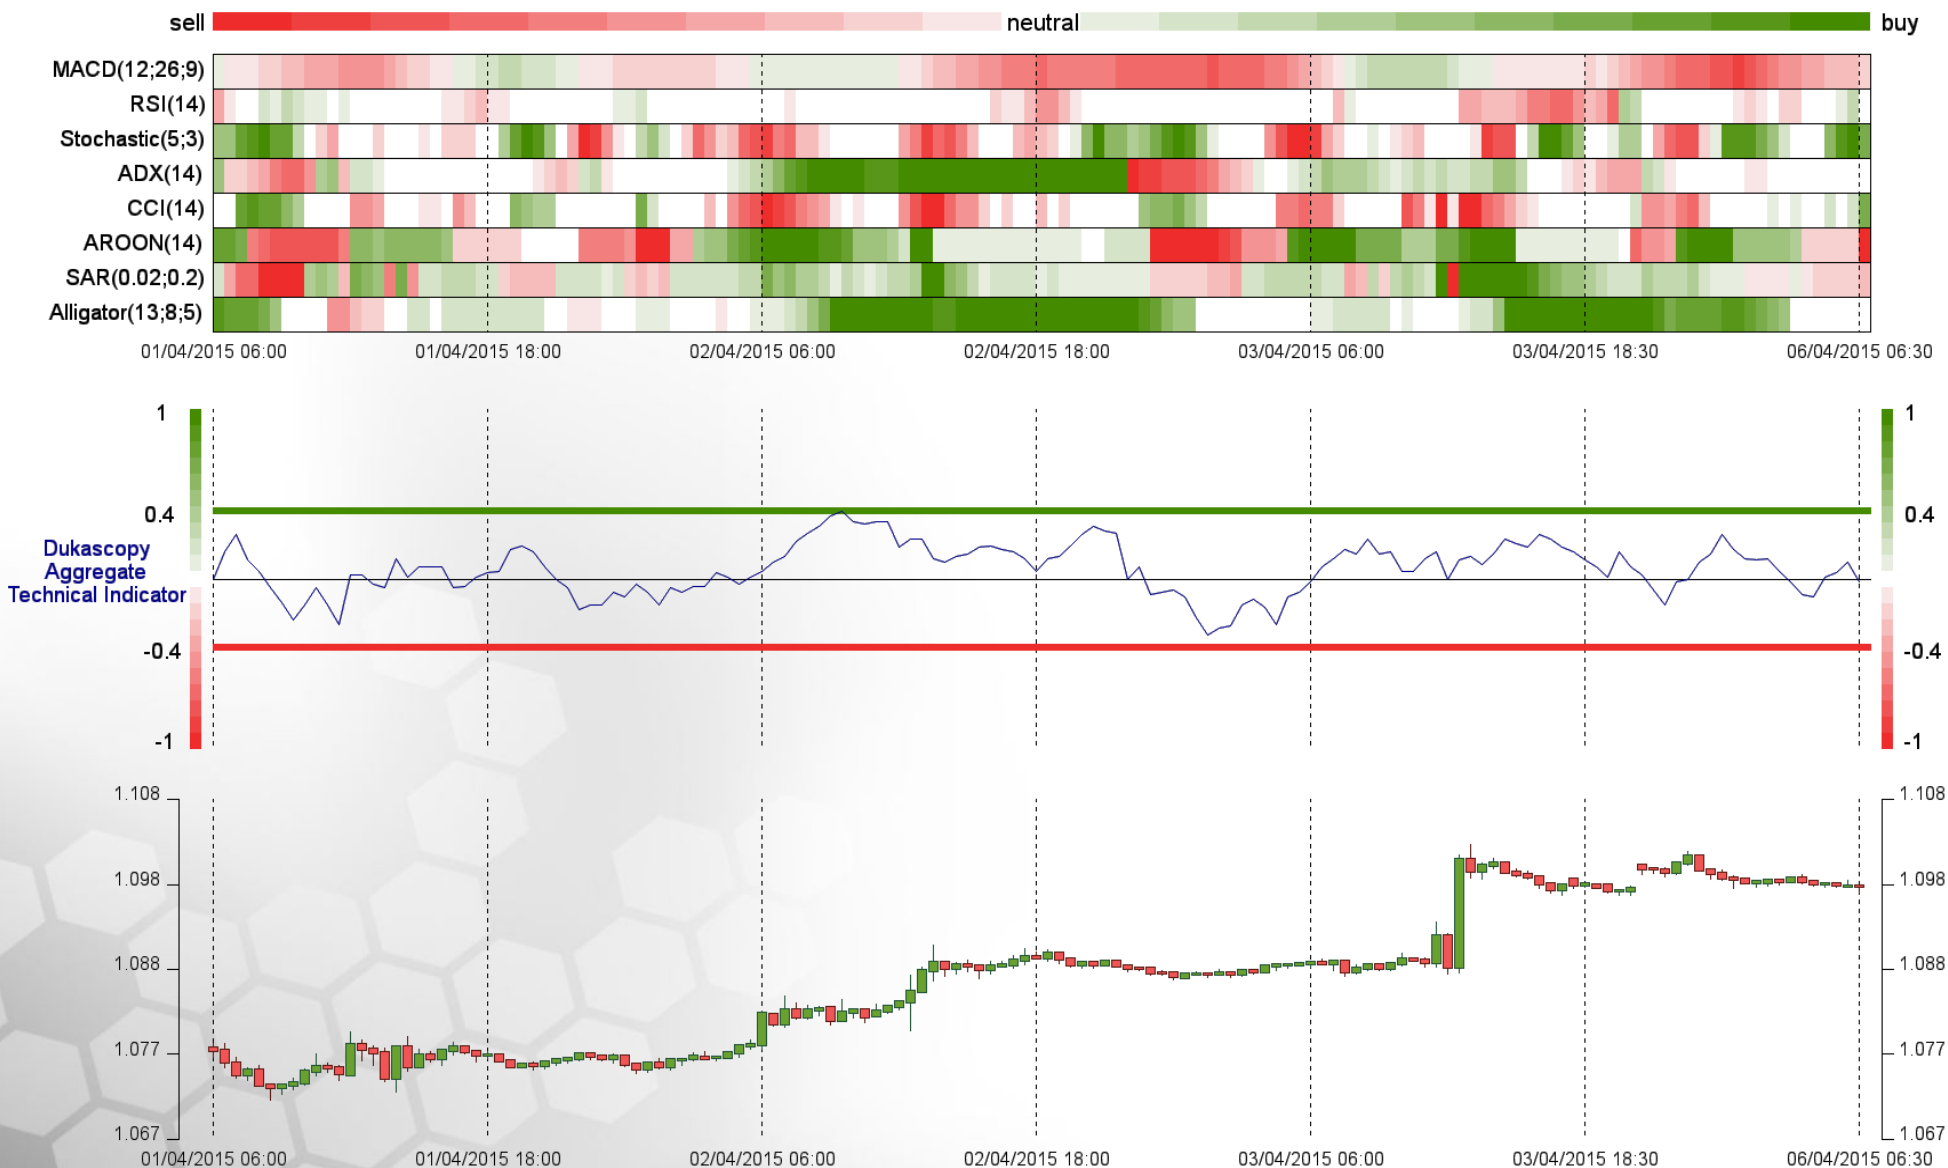 sell neutral buy
MACD(12;26;9)
RSI(14)
Stochastic(5;3)
ADX(14)
CCI(14)
AROON(14)
SAR(0.02;0.2)
Alligator(13;8;5)
01/04/2015 06:00 01/04/2015 18:00 02/04/2015 06:00 02/04/2015 18:00 03/04/2015 06:00 03/04/2015 18:30 06/04/2015 06:30
1 1
0.4 0.4
Dukascopy
Aggregate
Technical Indicator
-0.4 -0.4
-1 -1
1.108 1.108
1.098 1.098
1.088 1.088
1.077 1.077
1.067 1.067
01/04/2015 06:00 01/04/2015 18:00 02/04/2015 06:00 02/04/2015 18:00 03/04/2015 06:00 03/04/2015 18:30 06/04/2015 06:30